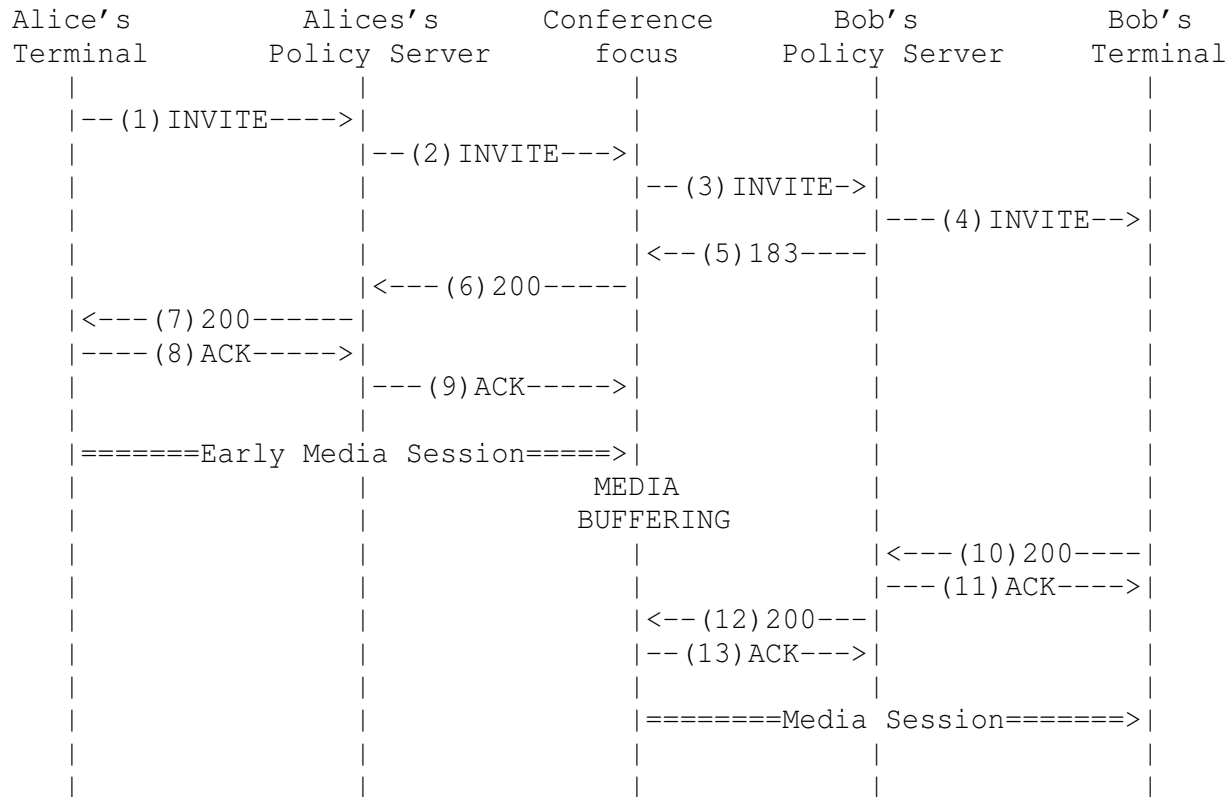 Alice's Alices's Conference Bob's Bob's
Terminal Policy Server focus Policy Server Terminal
--(1)INVITE---->
--(2)INVITE--->
--(3)INVITE->
---(4)INVITE-->
<--(5)183----
<---(6)200-----
<---(7)200------
----(8)ACK----->
---(9)ACK----->
=======Early Media Session=====>
MEDIA
BUFFERING
<---(10)200----
---(11)ACK---->
<--(12)200---
--(13)ACK--->
========Media Session=======>